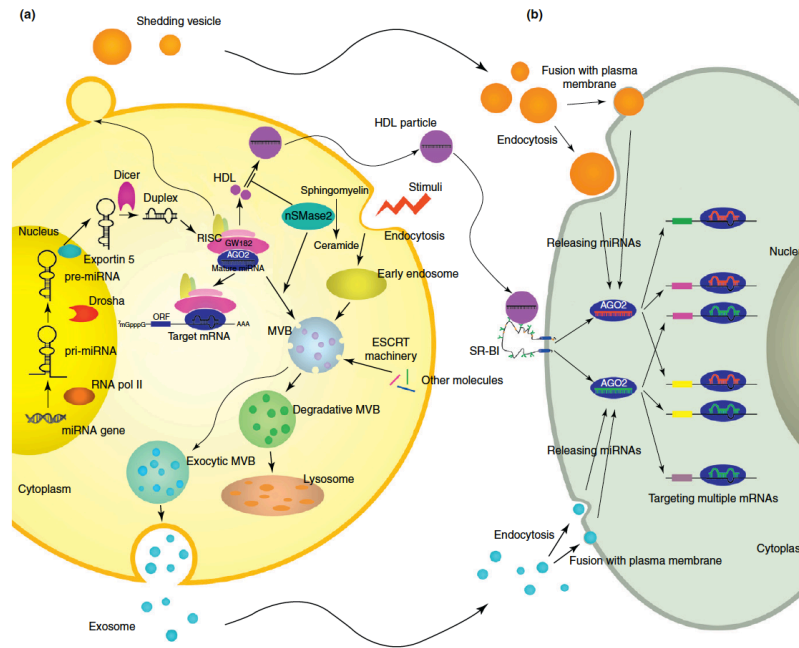 (a)
Shedding vesicle
(b)
Fusion with plasma
membrane
Endocytosis
HDL particle
Dicer
Duplex
HDL
Sphingomyelin
Stimuli
nSMase2
Nucleus
RISC
GW182
AGO2
Mature miRNA
Ceramide
Endocytosis
Releasing miRNAs
Nucle
Exportin 5
pre-miRNA
Early endosome
Drosha
ORF
7mGpppG
AAA
Target mRNA
MVB
ESCRT
machinery
Other molecules
SR-BI
AGO2
pri-miRNA
RNA pol II
miRNA gene
AGO2
Degradative MVB
Exocytic MVB
Lysosome
Releasing miRNAs
Targeting multiple mRNAs
Cytoplasm
Endocytosis
Fusion with plasma membrane
Cytoplas
Exosome